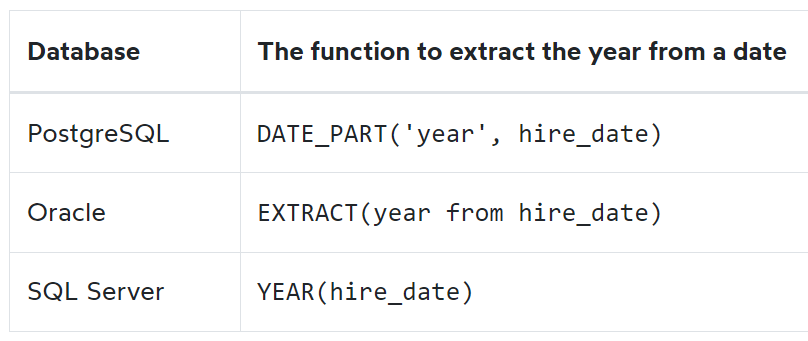 Database The function to extract the year from a date
PostgreSQL DATE_PART('year', hire_date)
Oracle EXTRACT(year from hire_date)
SQL Server YEAR(hire_date)